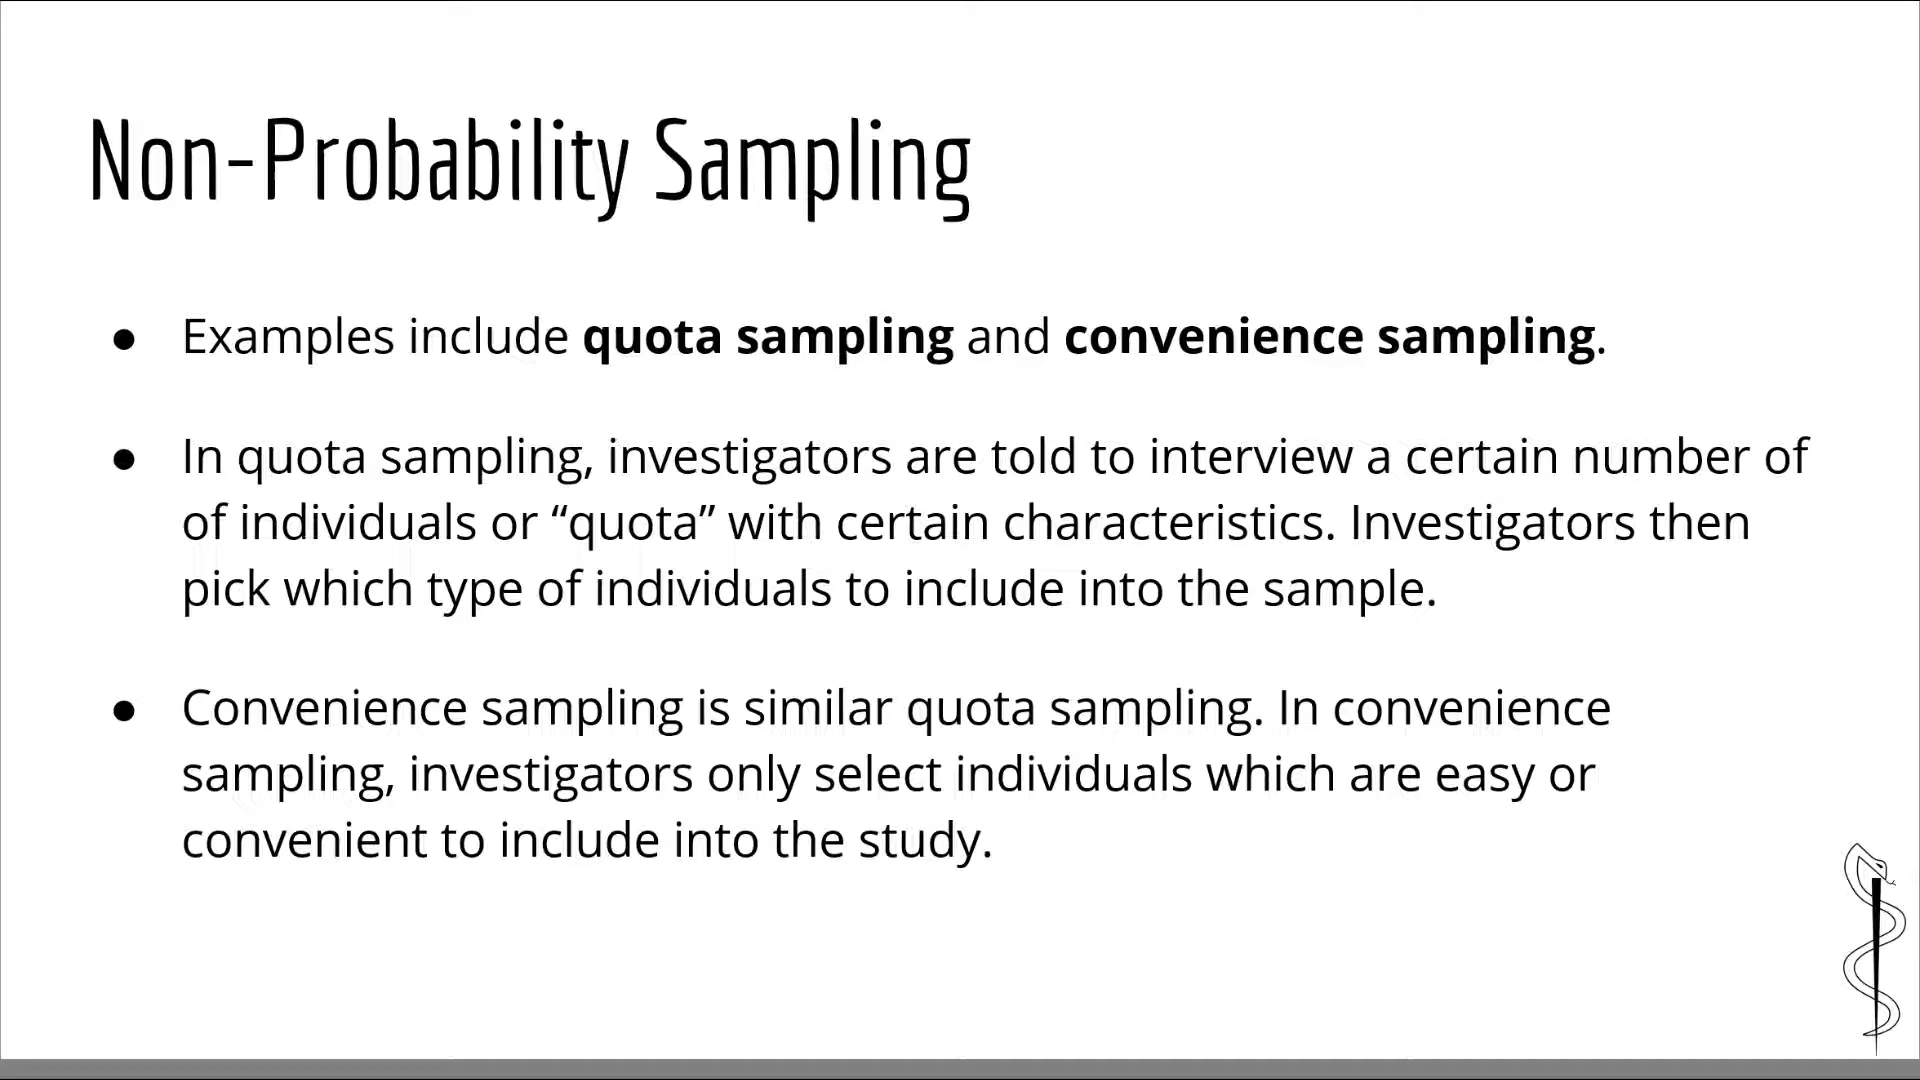 Non-Probability Sampling
● Examples include quota sampling and convenience sampling.
● In quota sampling, investigators are told to interview a certain number of
of individuals or “quota” with certain characteristics. Investigators then
pick which type of individuals to include into the sample.
● Convenience sampling is similar quota sampling. In convenience
sampling, investigators only select individuals which are easy or
convenient to include into the study.